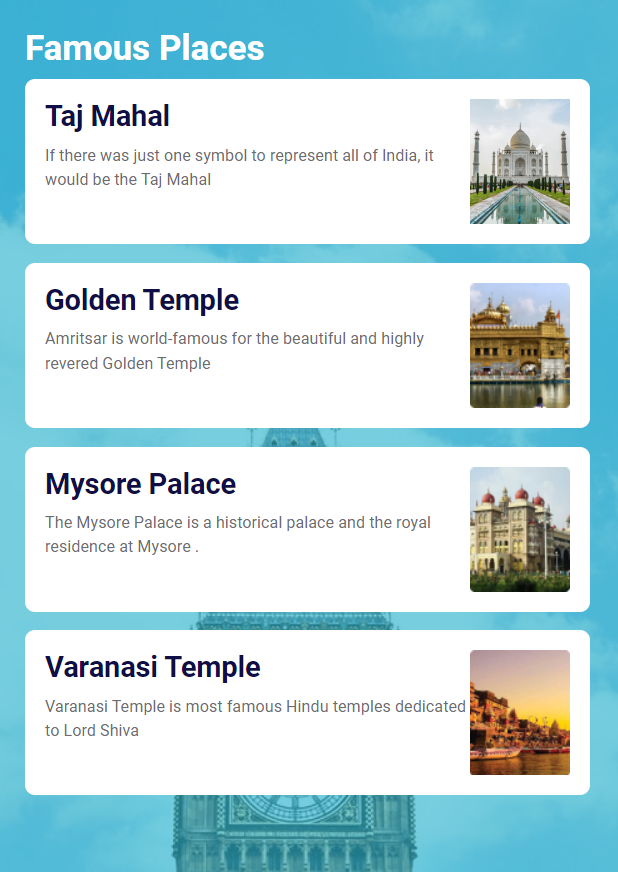 Famous Places
Taj Mahal
If there was just one symbol to represent all of India, it
would be the Taj Mahal
Golden Temple
Amritsar is world-famous for the beautiful and highly
revered Golden Temple
Mysore Palace
The Mysore Palace is a historical palace and the royal
residence at Mysore .
Varanasi Temple
Varanasi Temple is most famous Hindu temples dedicated
to Lord Shiva